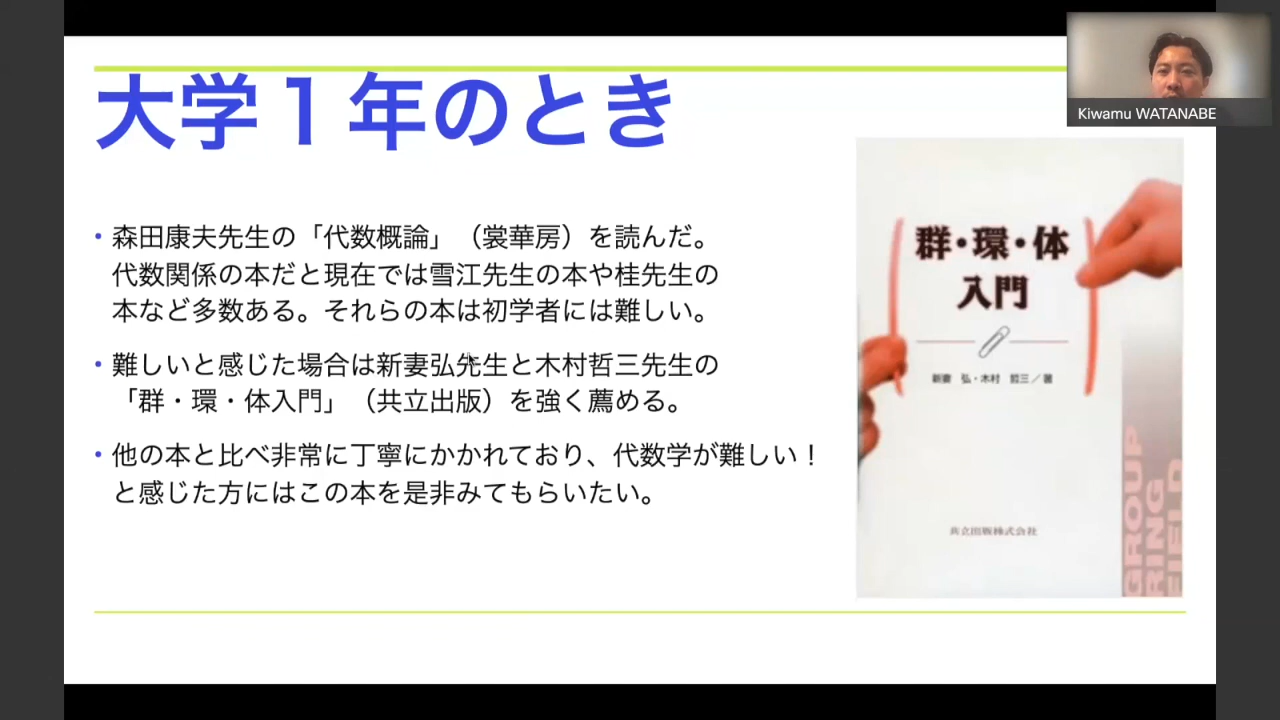 大学１年のとき
Kiwamu WATANABE
・森田康夫先生の「代数概論」（裳華房）を読んだ。
代数関係の本だと現在では雪江先生の本や桂先生の
本など多数ある。それらの本は初学者には難しい。
・難しいと感じた場合は新妻弘先生と木村哲三先生の
「群・環・体入門」（共立出版）を強く薦める。
・他の本と比べ非常に丁寧にかかれており、代数学が難しい！
と感じた方にはこの本を是非みてもらいたい。
群・環・体
入門
新妻 弘・木村 哲三／著
共立出版株式会社
GROUP
RING
FIELD